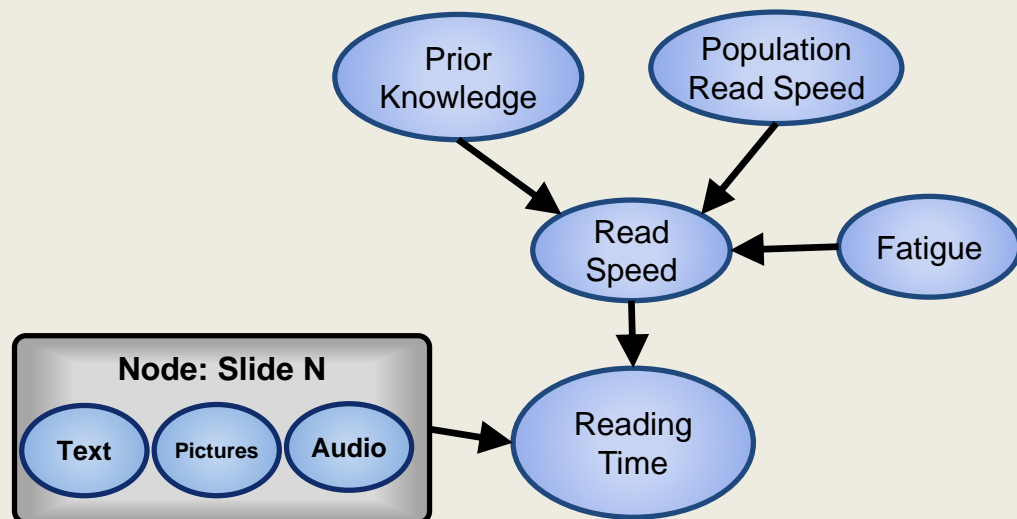 Prior
Knowledge
Population
Read Speed
Read
Speed
Fatigue
Node: Slide N
Text
Pictures
Audio
Reading
Time